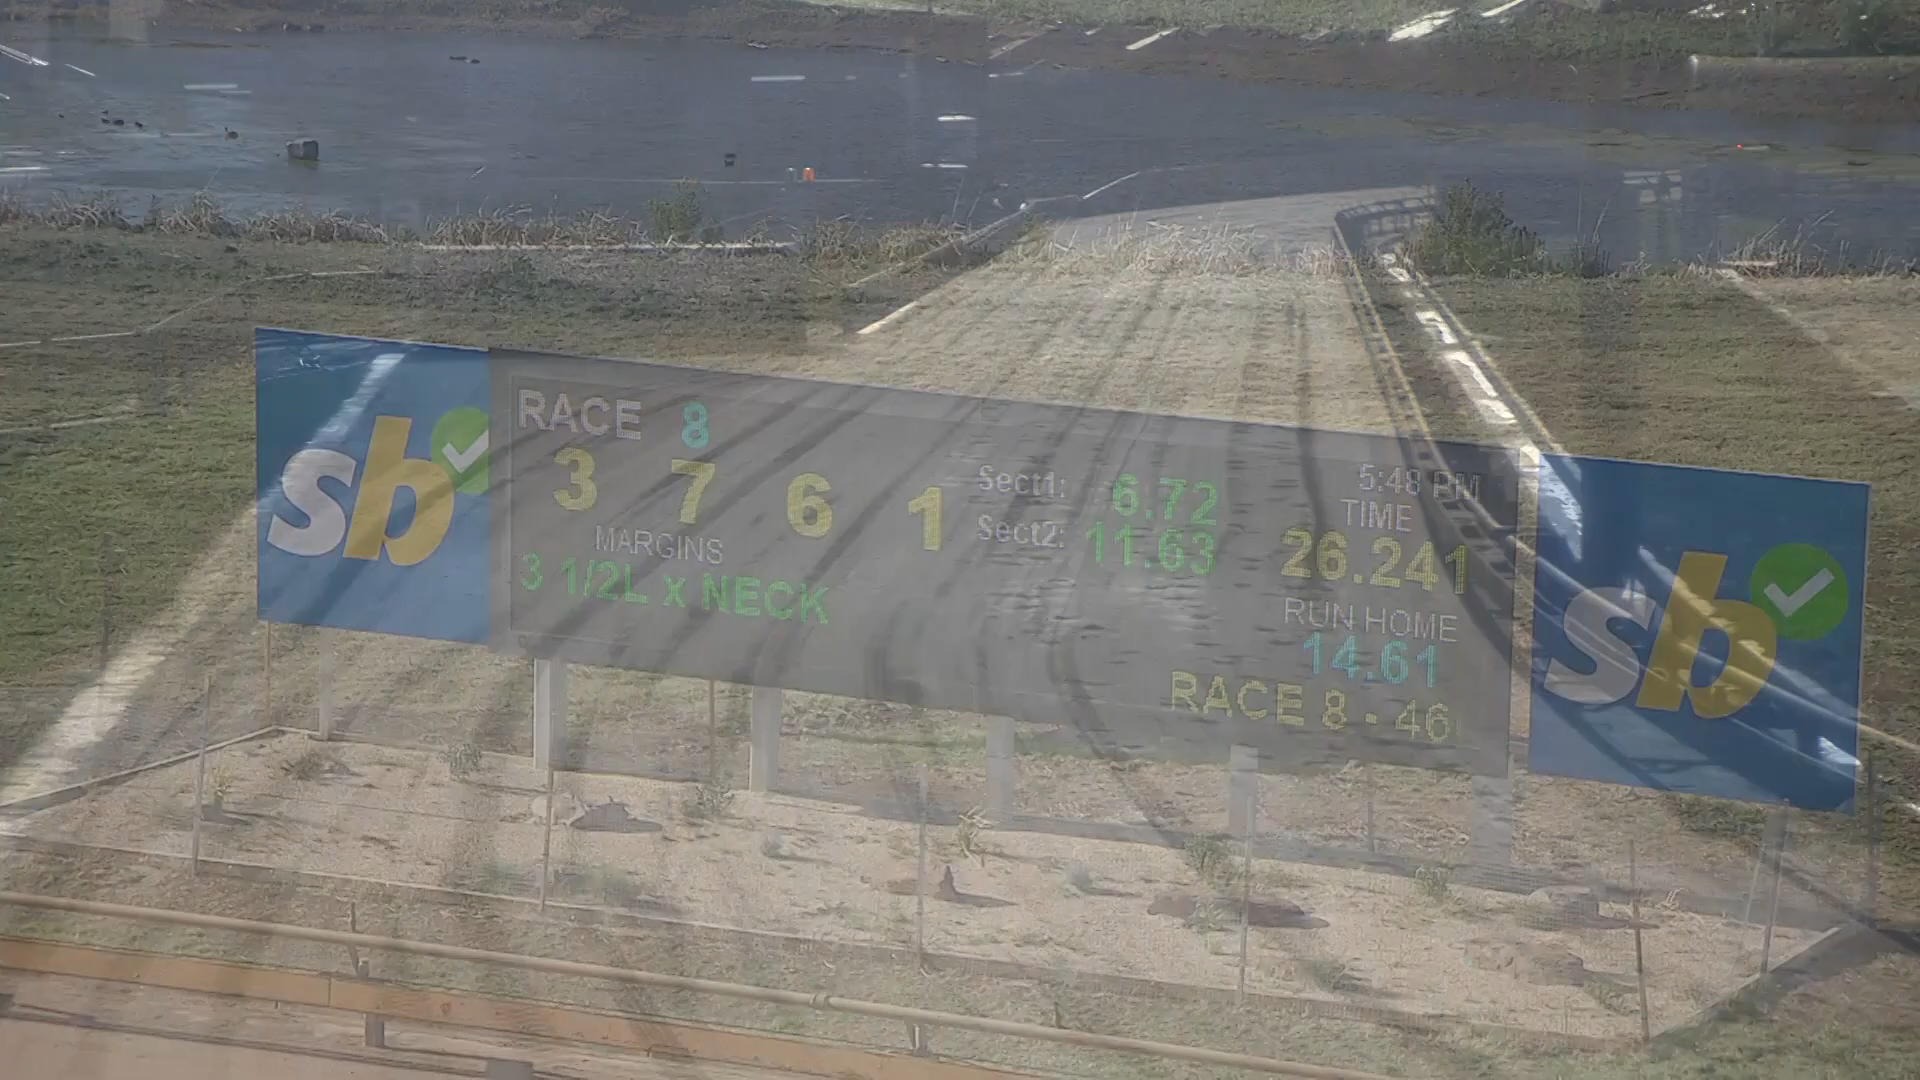 sb
RACE 8
3 7 6 1
MARGINS
3 1/2L x NECK
Sect1: 6.72
Sect2: 11.63
5:48 PM
TIME
26.241
RUN HOME
14.61
RACE 8 - 46
sb